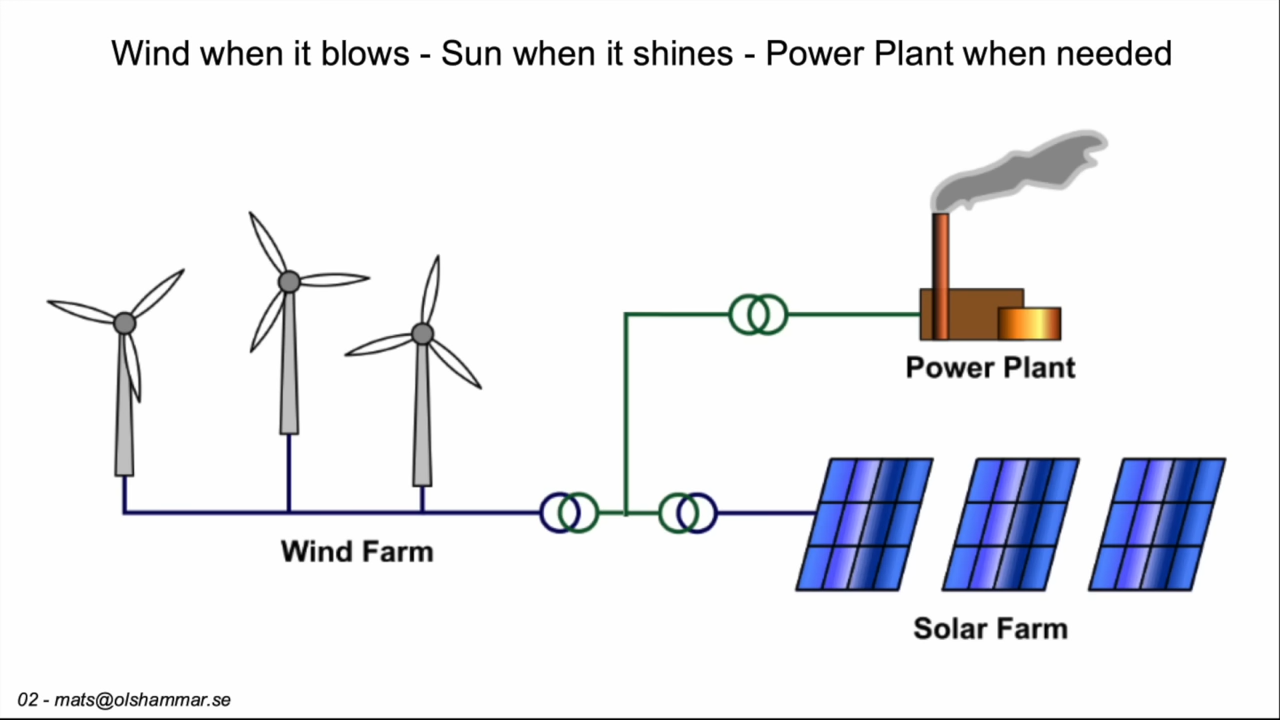 Wind when it blows - Sun when it shines - Power Plant when needed
Power Plant
Wind Farm
Solar Farm
02 - mats@olshammar.se